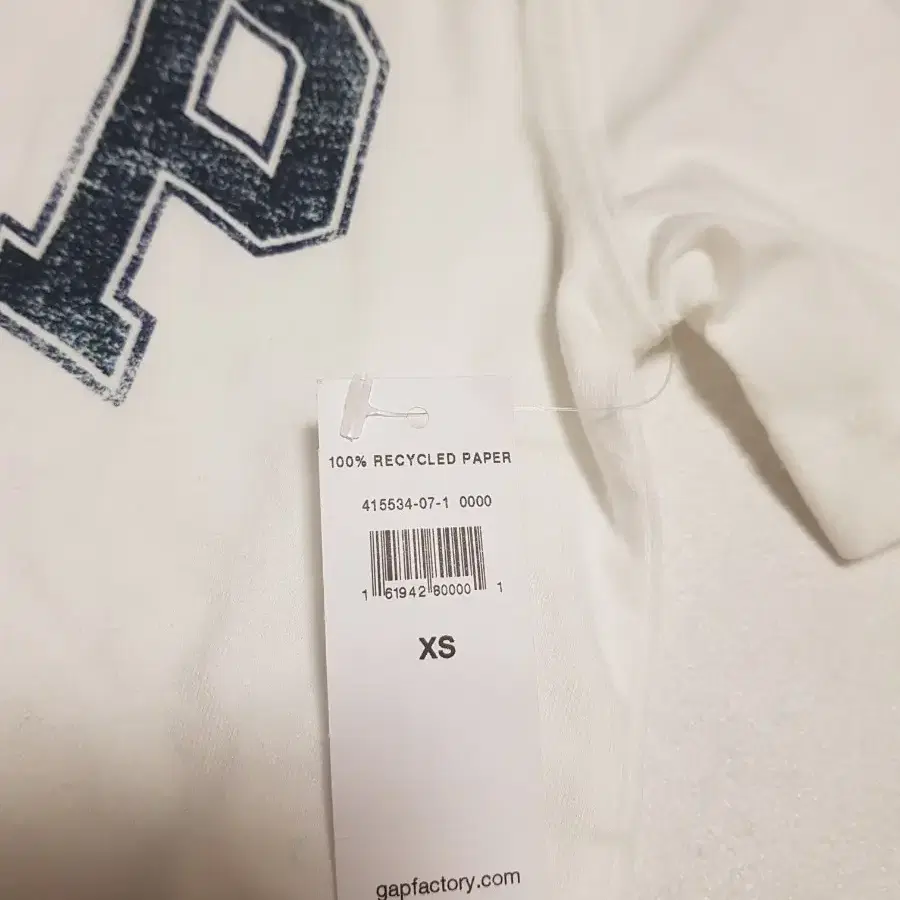 P
100% RECYCLED PAPER
415534-07-1 0000
1 61942 80000 1
XS
gapfactory.com